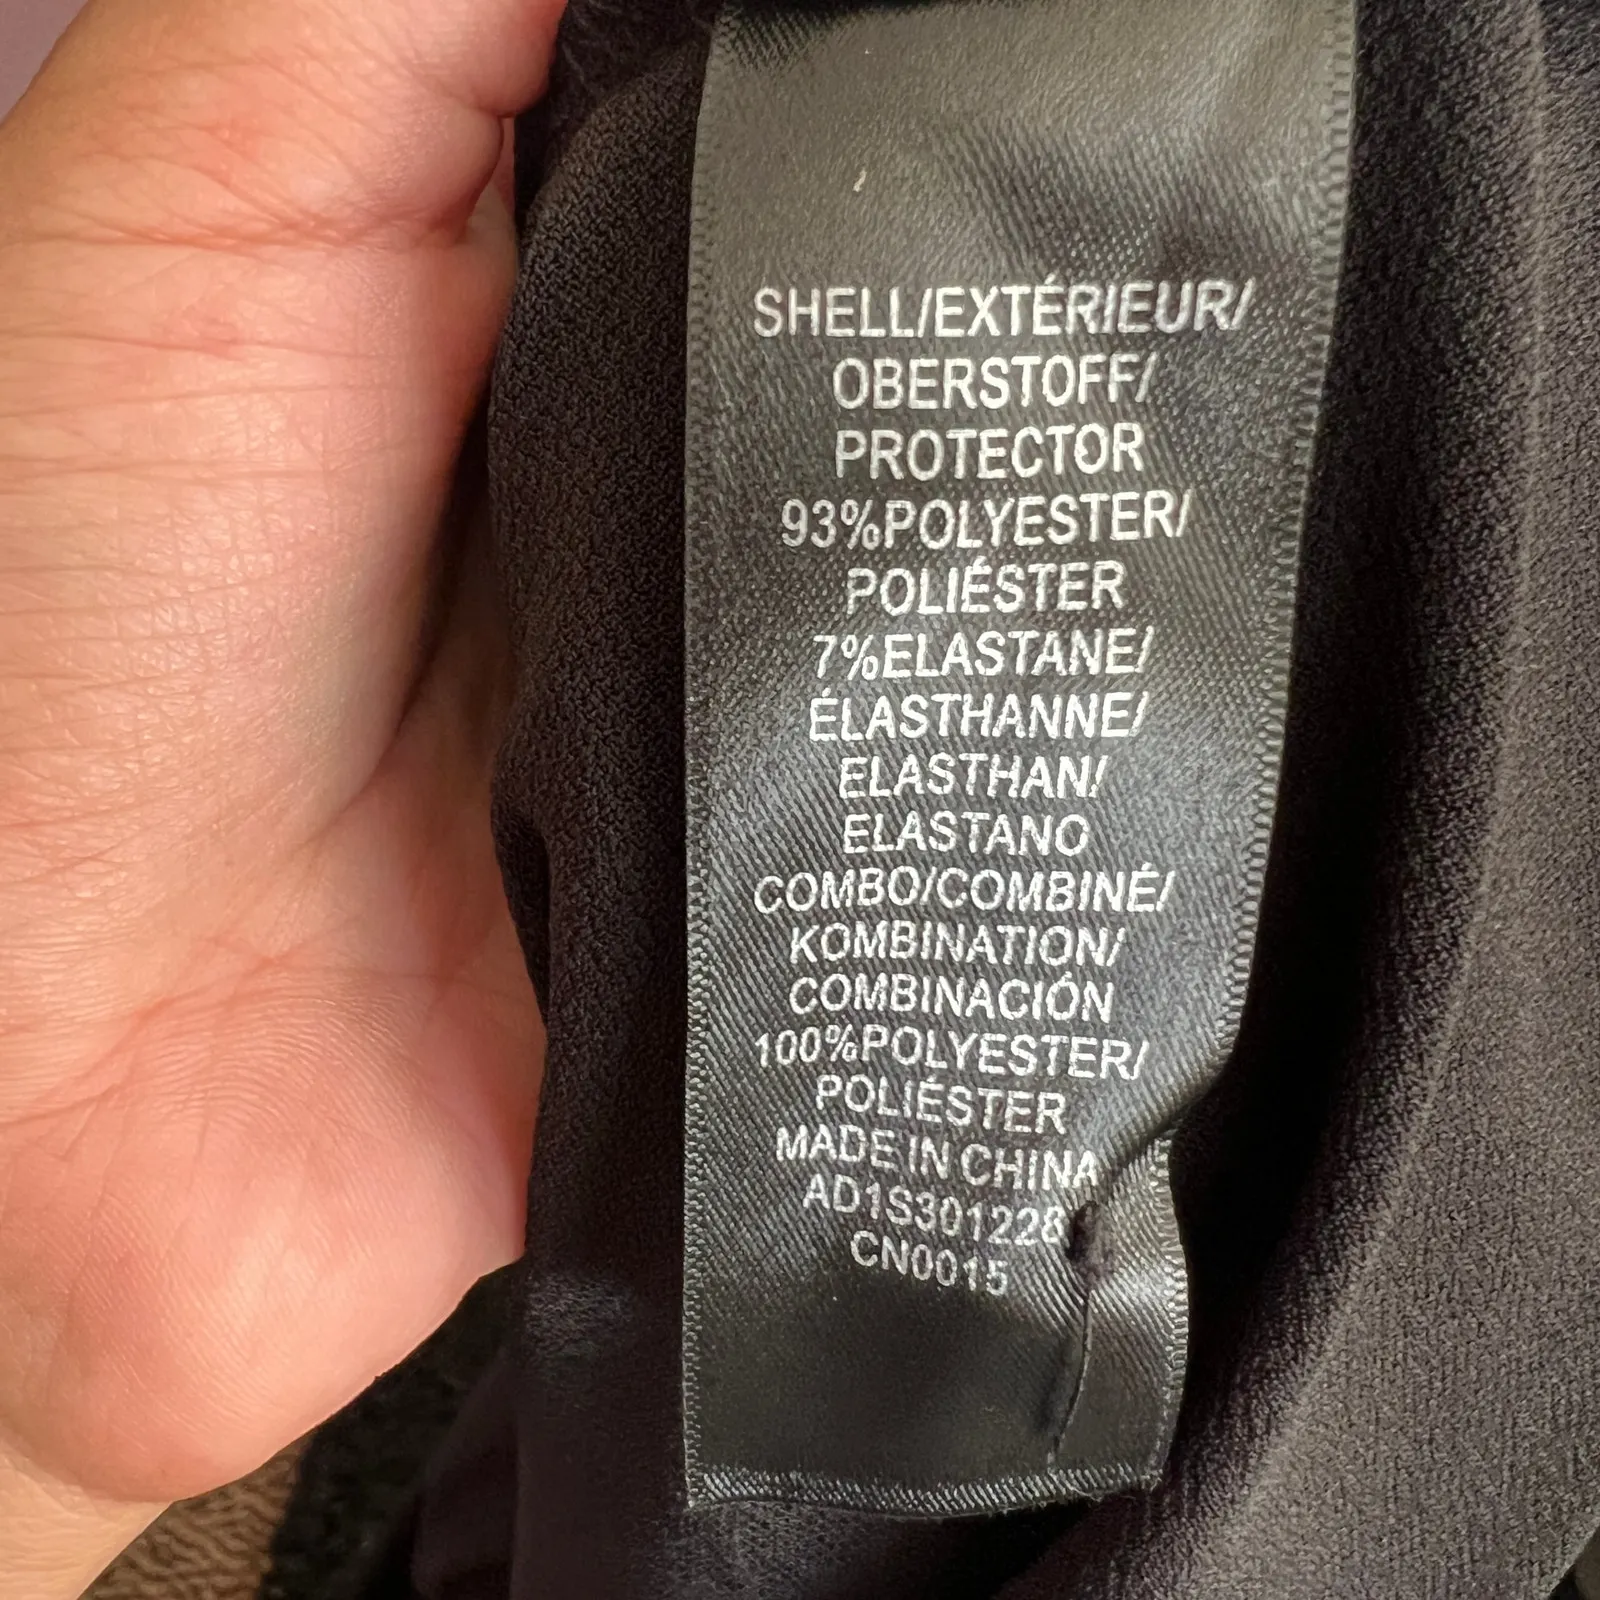 SHELL/EXTÉRIEUR/
OBERSTOFF/
PROTECTOR
93%POLYESTER/
POLIÉSTER
7%ELASTANE/
ÉLASTHANNE/
ELASTHAN/
ELASTANO
COMBO/COMBINÉ/
KOMBINATION/
COMBINACIÓN
100%POLYESTER/
POLIÉSTER
MADE IN CHINA
AD1S301228
CN0015